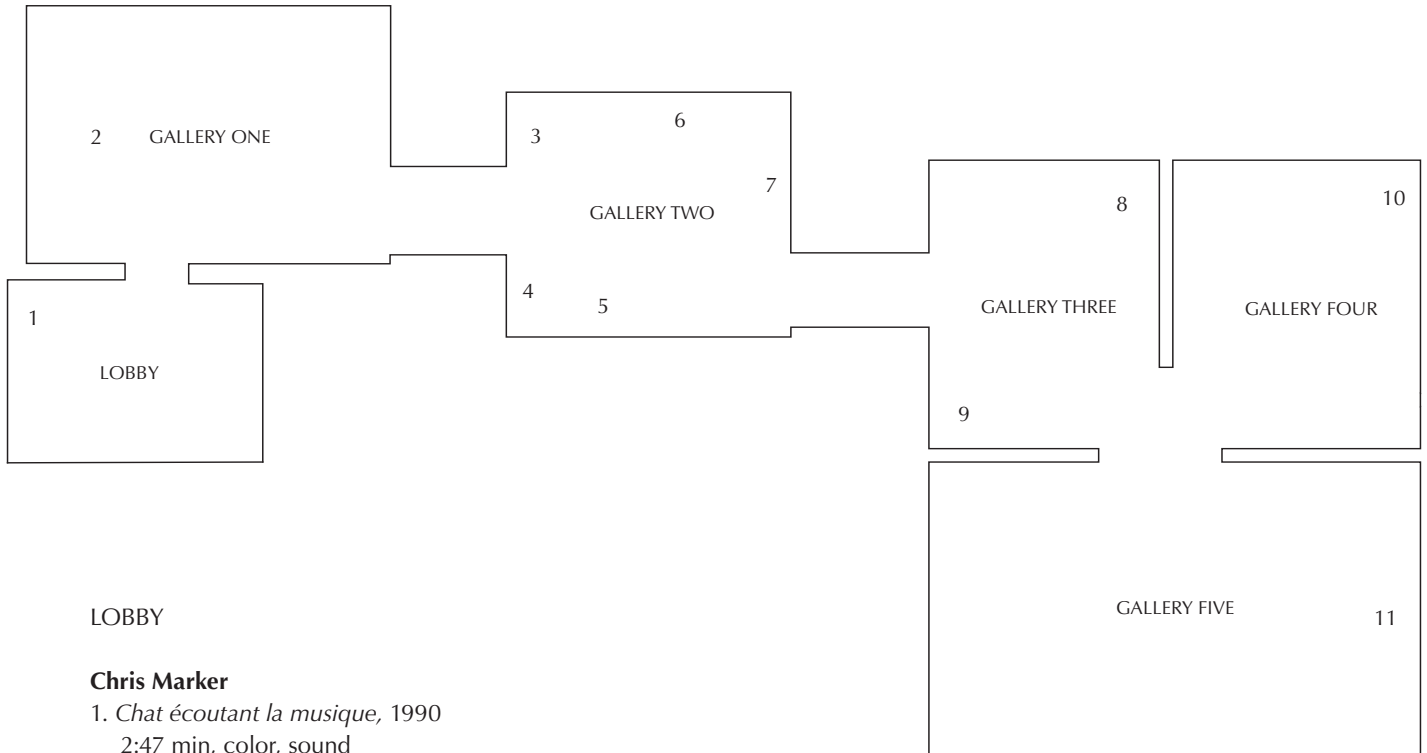 2
GALLERY ONE
3
6
7
GALLERY TWO
4
5
8
10
GALLERY THREE
GALLERY FOUR
9
1
LOBBY
GALLERY FIVE
11
LOBBY
Chris Marker
1. Chat écoutant la musique, 1990
2:47 min, color, sound